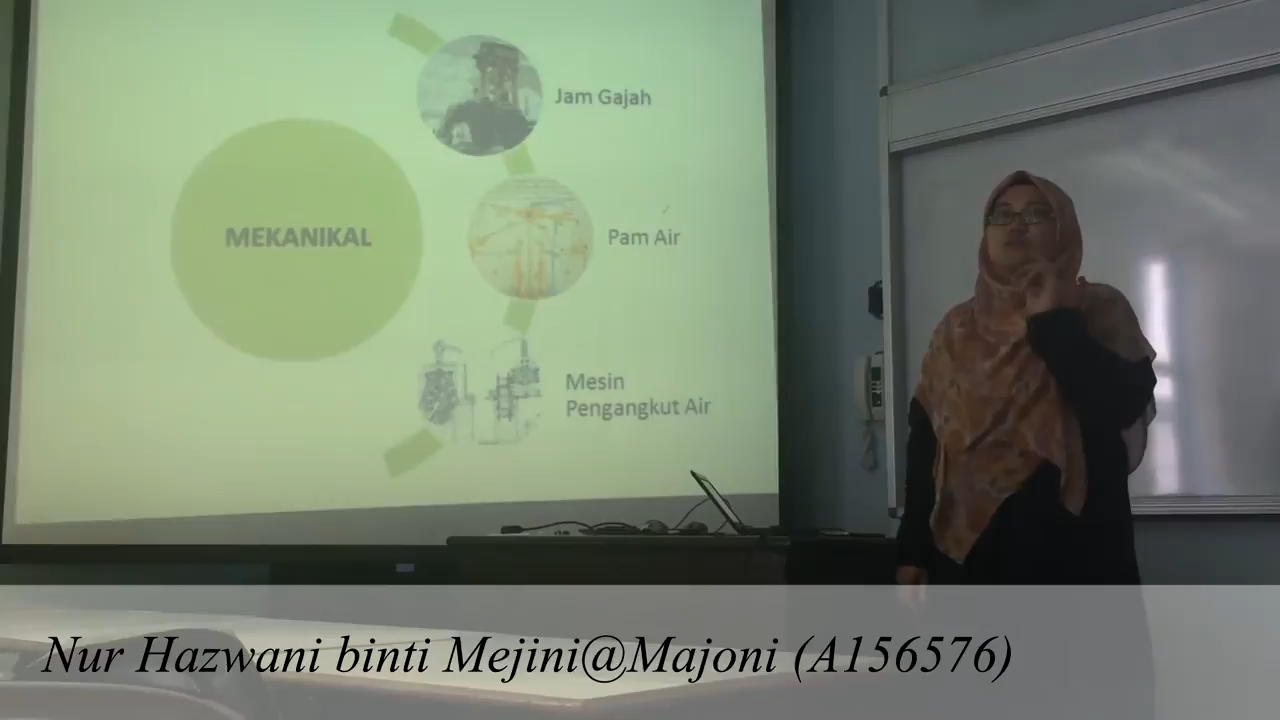 MEKANIKAL
Jam Gajah
Pam Air
Mesin
Pengangkut Air
Nur Hazwani binti Mejini@Majoni (A156576)